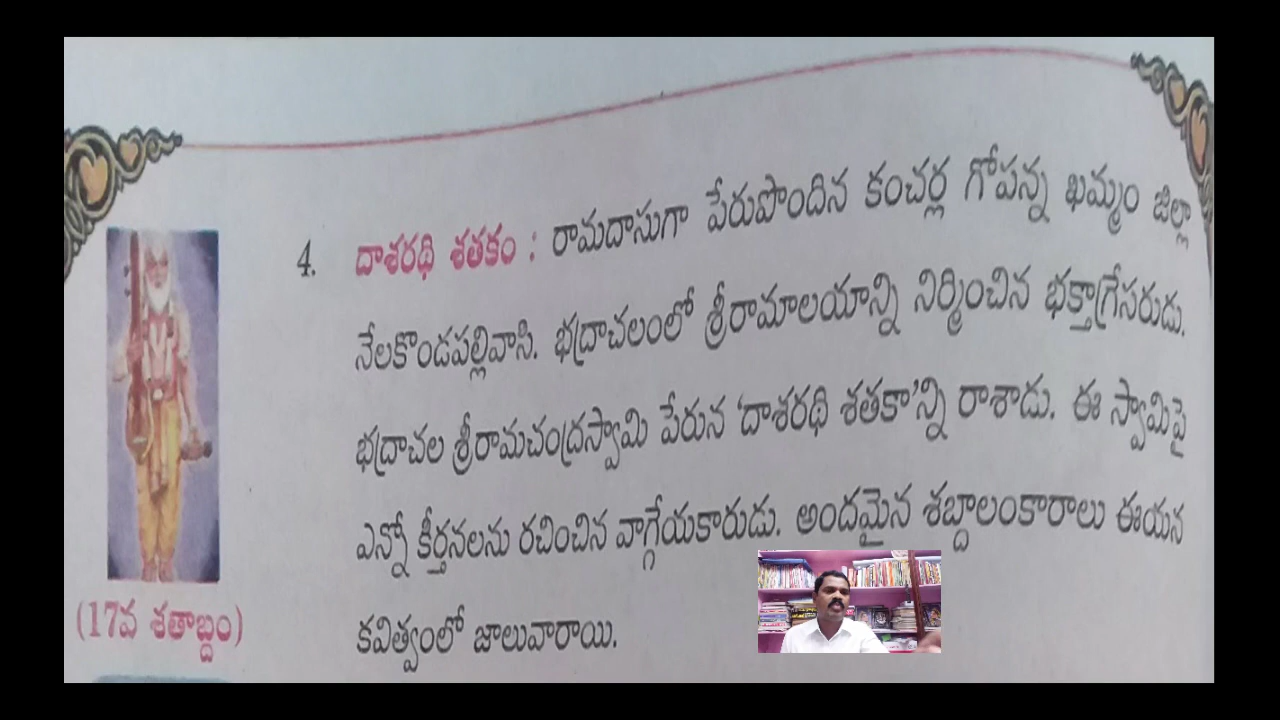 4. దాశరథి శతకం : రామదాసుగా పేరుపొందిన కంచర్ల గోపన్న ఖమ్మం జిల్లా
నేలకొండపల్లివాసి. భద్రాచలంలో శ్రీరామాలయాన్ని నిర్మించిన భక్తాగ్రేసరుడు.
భద్రాచల శ్రీరామచంద్రస్వామి పేరున 'దాశరథి శతకా'న్ని రాశాడు. ఈ స్వామిపై
ఎన్నో కీర్తనలను రచించిన వాగ్గేయకారుడు. అందమైన శబ్దాలంకారాలు ఈయన
కవిత్వంలో జాలువారాయి.
(17వ శతాబ్దం)